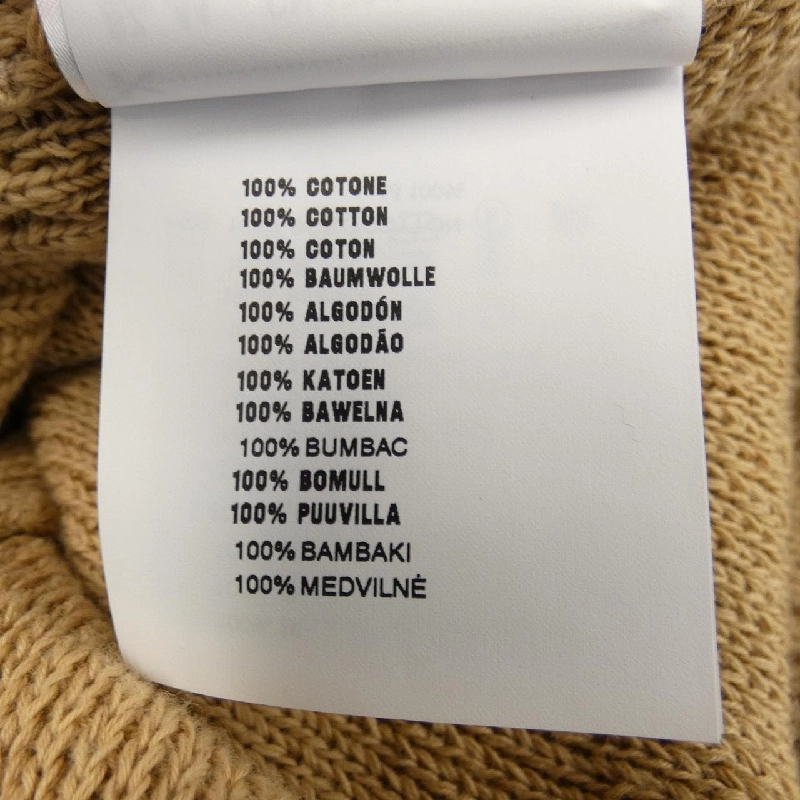 100% COTONE
100% COTTON
100% COTON
100% BAUMWOLLE
100% ALGODÓN
100% ALGODÃO
100% KATOEN
100% BAWELNA
100% BUMBAC
100% BOMULL
100% PUUVILLA
100% BAMBAKI
100% MEDVILNĖ